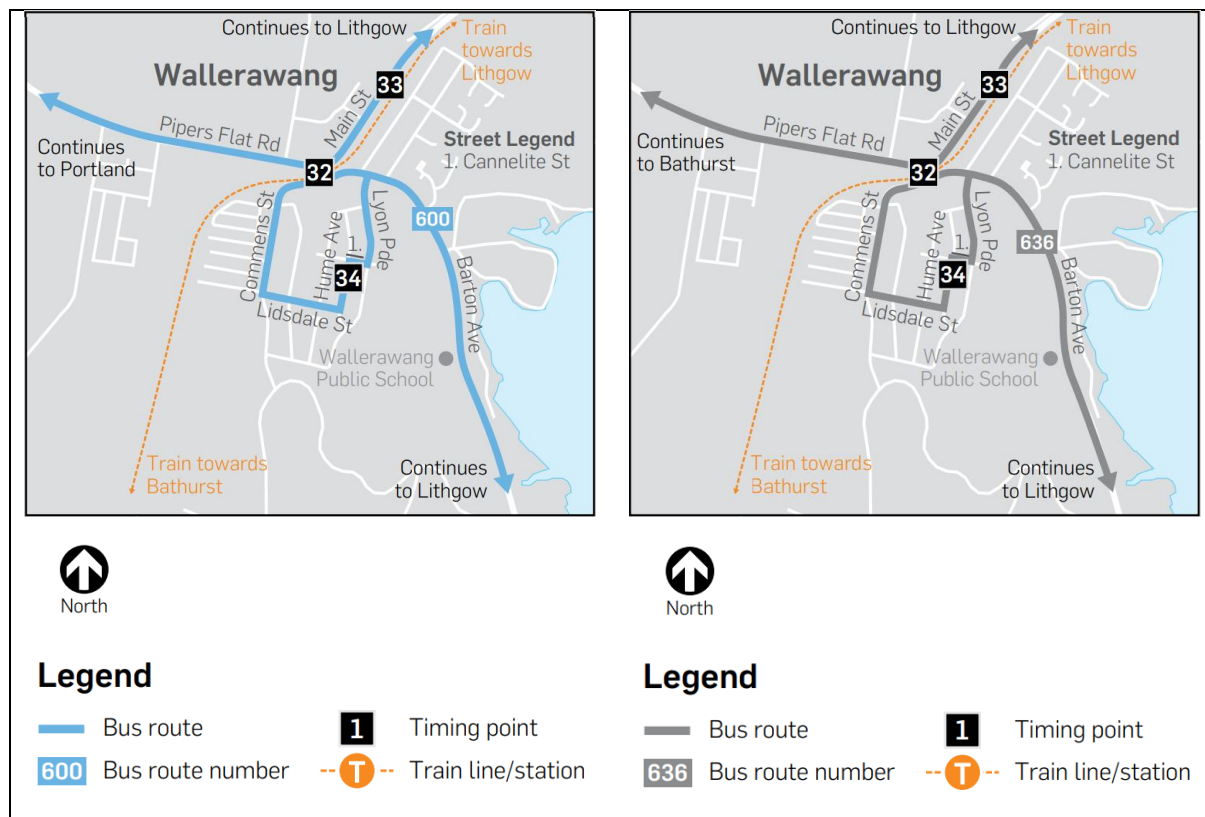 Continues to Lithgow
Train
towards
Lithgow
Wallerawang
33
Main St
Pipers Flat Rd
Continues
to Portland
Street Legend
1. Cannelite St
32
Commens St
Hume Ave
1.
Lyon Pde
600
34
Barton Ave
Lidsdale St
Wallerawang
Public School
Train towards
Bathurst
Continues
to Lithgow
North
Legend
Bus route
1 Timing point
600 Bus route number
T Train line/station
Continues to Lithgow
Train
towards
Lithgow
Wallerawang
33
Main St
Pipers Flat Rd
Continues
to Bathurst
Street Legend
1. Cannelite St
32
Commens St
Hume Ave
1.
Lyon Pde
636
34
Barton Ave
Lidsdale St
Wallerawang
Public School
Train towards
Bathurst
Continues
to Lithgow
North
Legend
Bus route
1 Timing point
636 Bus route number
T Train line/station